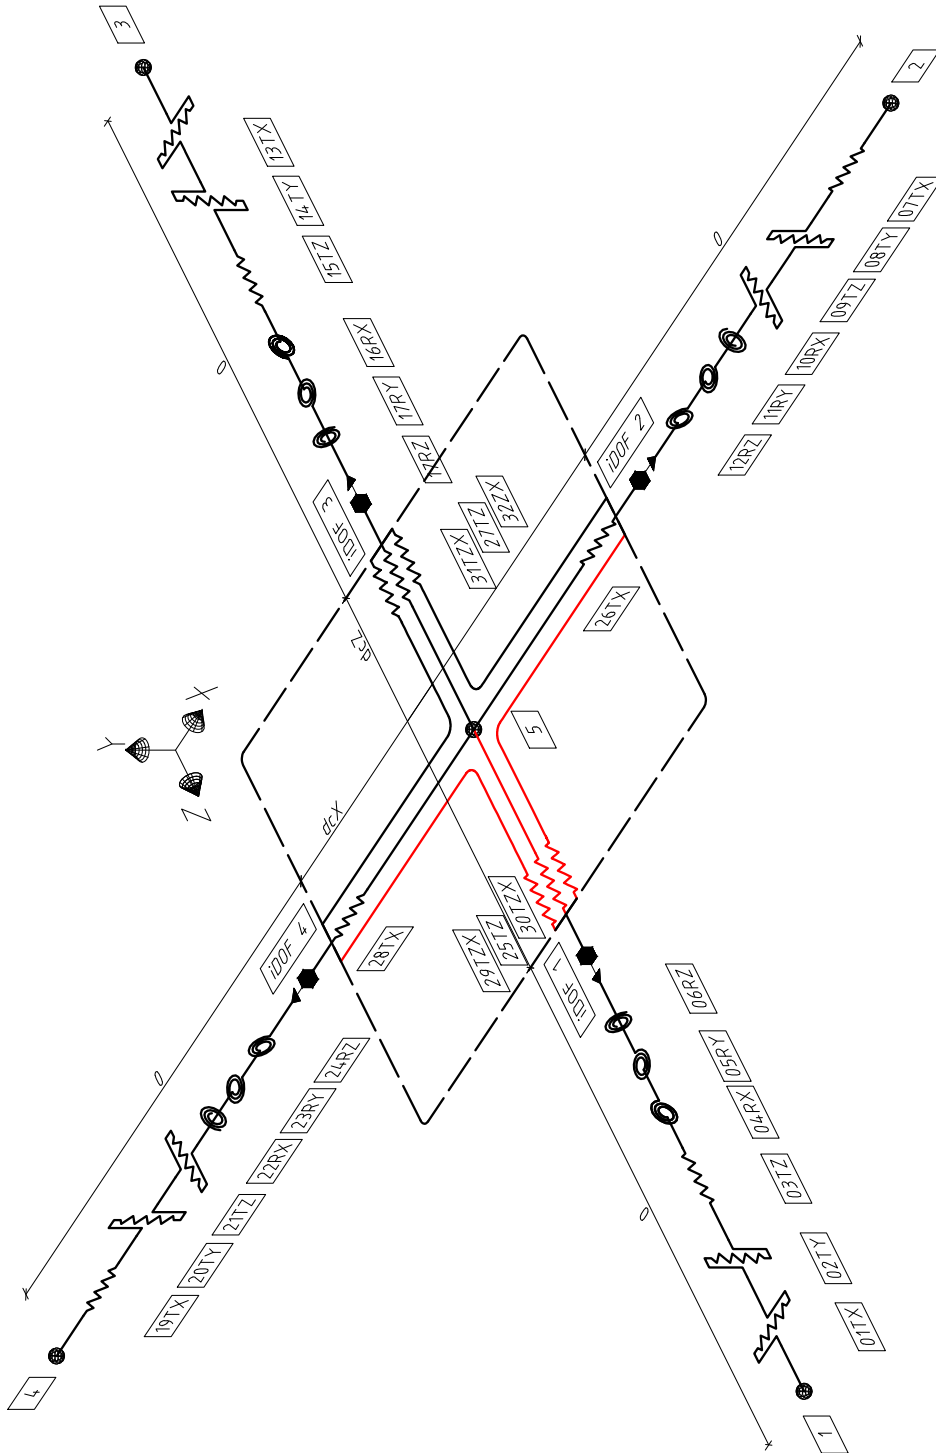 3
2
13TX
14TY
15TZ
07TX
08TY
09TZ
10RX
11RY
12RZ
0
0
16RX
17RY
17RZ
iDOF 2
iDOF 3
31TZX
27TZ
32ZX
26TX
dcZ
Y
X
Z
5
dcX
iDOF 4
28TX
29TZX
25TZ
30TZX
iDOF 1
06RZ
05RY
04RX
03TZ
02TY
01TX
0
0
24RZ
23RY
22RX
21TZ
20TY
19TX
4
1